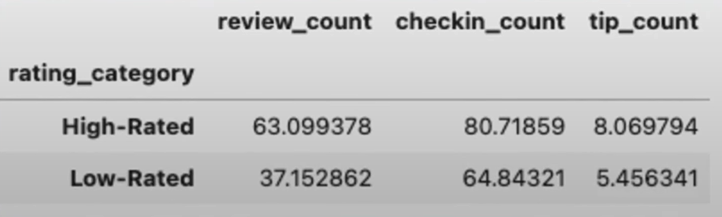 review_count checkin_count tip_count
rating_category
High-Rated 63.099378 80.71859 8.069794
Low-Rated 37.152862 64.84321 5.456341